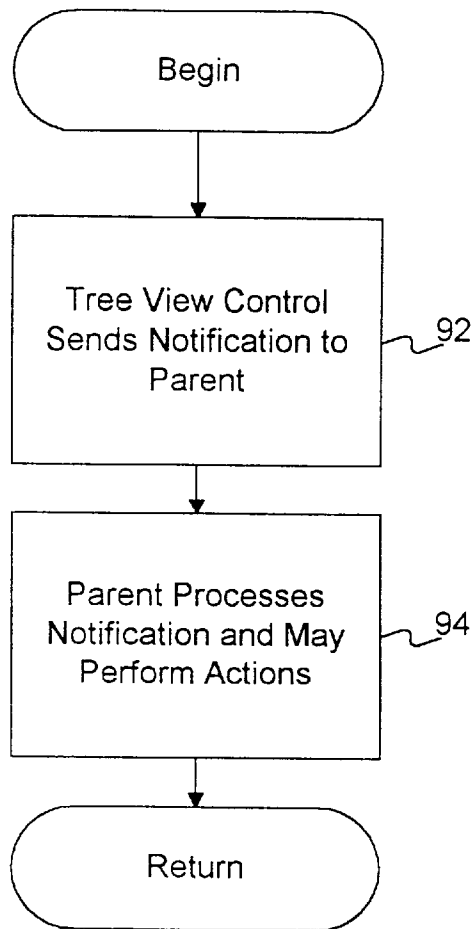 Begin
Tree View Control
Sends Notification to
Parent
92
Parent Processes
Notification and May
Perform Actions
94
Return